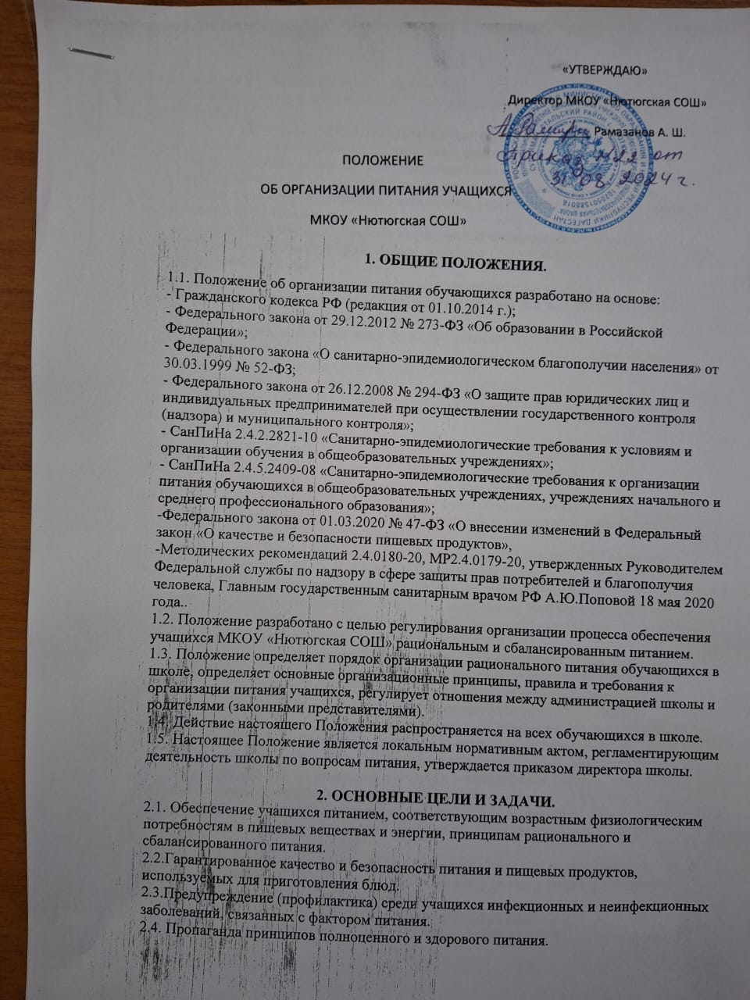 «УТВЕРЖДАЮ»
Директор МКОУ «Нютюгская СОШ»
Рамазанов А. Ш.
Приказ №22 от
31 08 2024 г.
ПОЛОЖЕНИЕ
ОБ ОРГАНИЗАЦИИ ПИТАНИЯ УЧАЩИХСЯ
МКОУ «Нютюгская СОШ»
1. ОБЩИЕ ПОЛОЖЕНИЯ.
1.1. Положение об организации питания обучающихся разработано на основе:
- Гражданского кодекса РФ (редакция от 01.10.2014 г.);
- Федерального закона от 29.12.2012 № 273-ФЗ «Об образовании в Российской
Федерации»;
- Федерального закона «О санитарно-эпидемиологическом благополучии населения» от
30.03.1999 № 52-ФЗ;
- Федерального закона от 26.12.2008 № 294-ФЗ «О защите прав юридических лиц и
индивидуальных предпринимателей при осуществлении государственного контроля
(надзора) и муниципального контроля»;
- СанПиНа 2.4.2.2821-10 «Санитарно-эпидемиологические требования к условиям и
организации обучения в общеобразовательных учреждениях»;
- СанПиНа 2.4.5.2409-08 «Санитарно-эпидемиологические требования к организации
питания обучающихся в общеобразовательных учреждениях, учреждениях начального и
среднего профессионального образования»;
-Федерального закона от 01.03.2020 № 47-ФЗ «О внесении изменений в Федеральный
закон «О качестве и безопасности пищевых продуктов»,
-Методических рекомендаций 2.4.0180-20, МР2.4.0179-20, утвержденных Руководителем
Федеральной службы по надзору в сфере защиты прав потребителей и благополучия
человека, Главным государственным санитарным врачом РФ А.Ю.Поповой 18 мая 2020
года..
1.2. Положение разработано с целью регулирования организации процесса обеспечения
учащихся МКОУ «Нютюгская СОШ» рациональным и сбалансированным питанием.
1.3. Положение определяет порядок организации рационального питания обучающихся в
школе, определяет основные организационные принципы, правила и требования к
организации питания учащихся, регулирует отношения между администрацией школы и
родителями (законными представителями).
1.4. Действие настоящего Положения распространяется на всех обучающихся в школе.
1.5. Настоящее Положение является локальным нормативным актом, регламентирующим
деятельность школы по вопросам питания, утверждается приказом директора школы.
2. ОСНОВНЫЕ ЦЕЛИ И ЗАДАЧИ.
2.1. Обеспечение учащихся питанием, соответствующим возрастным физиологическим
потребностям в пищевых веществах и энергии, принципам рационального и
сбалансированного питания.
2.2.Гарантированное качество и безопасность питания и пищевых продуктов,
используемых для приготовления блюд.
2.3.Предупреждение (профилактика) среди учащихся инфекционных и неинфекционных
заболеваний, связанных с фактором питания.
2.4. Пропаганда принципов полноценного и здорового питания.